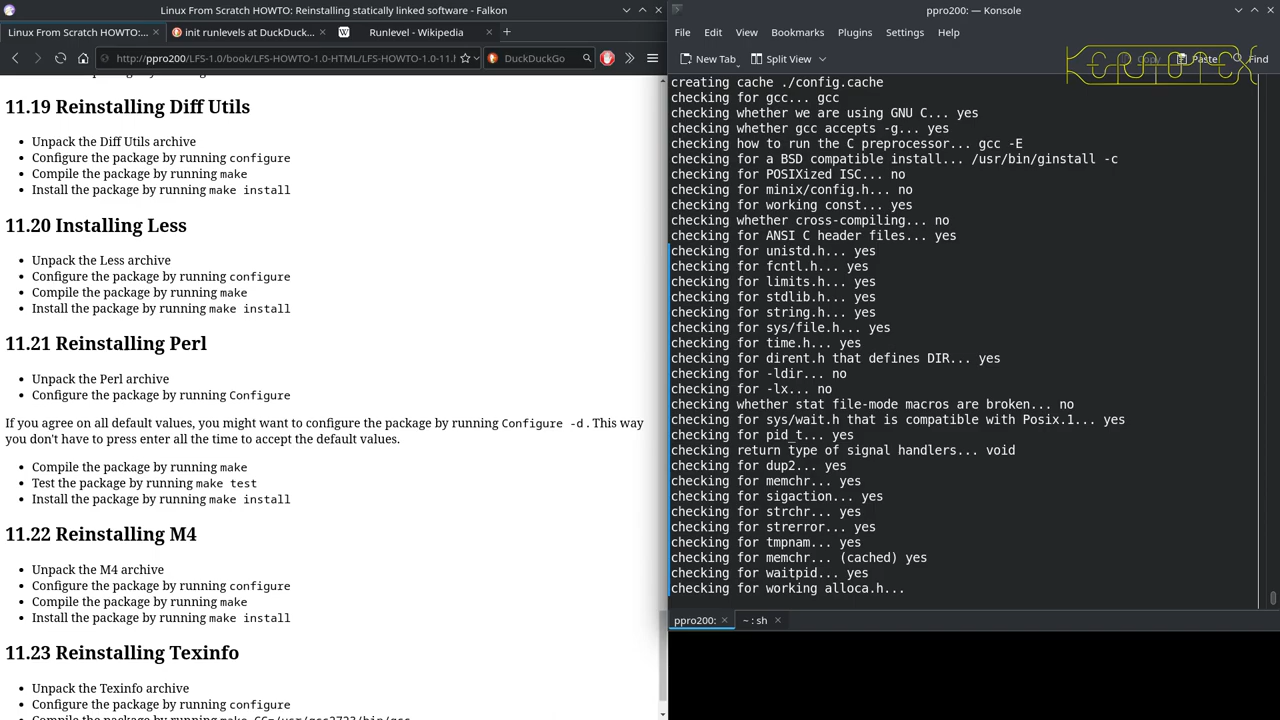 Linux From Scratch HOWTO: Reinstalling statically linked software - Falkon
Linux From Scratch HOWTO:...
init runlevels at DuckDuck...
Runlevel - Wikipedia
http://ppro200/LFS-1.0/book/LFS-HOWTO-1.0-HTML/LFS-HOWTO-1.0-11.
DuckDuckGo
11.19 Reinstalling Diff Utils
Unpack the Diff Utils archive
Configure the package by running configure
Compile the package by running make
Install the package by running make install
11.20 Installing Less
Unpack the Less archive
Configure the package by running configure
Compile the package by running make
Install the package by running make install
11.21 Reinstalling Perl
Unpack the Perl archive
Configure the package by running Configure
If you agree on all default values, you might want to configure the package by running Configure -d. This way
you don't have to press enter all the time to accept the default values.
Compile the package by running make
Test the package by running make test
Install the package by running make install
11.22 Reinstalling M4
Unpack the M4 archive
Configure the package by running configure
Compile the package by running make
Install the package by running make install
11.23 Reinstalling Texinfo
Unpack the Texinfo archive
Configure the package by running configure
Compile the package by running make CC=/usr/gcc2723/bin/gcc
ppro200: — Konsole
File Edit View Bookmarks Plugins Settings Help
New Tab Split View Copy Paste Find
creating cache ./config.cache
checking for gcc... gcc
checking whether we are using GNU C... yes
checking whether gcc accepts -g... yes
checking how to run the C preprocessor... gcc -E
checking for a BSD compatible install... /usr/bin/ginstall -c
checking for POSIXized ISC... no
checking for minix/config.h... no
checking for working const... yes
checking whether cross-compiling... no
checking for ANSI C header files... yes
checking for unistd.h... yes
checking for fcntl.h... yes
checking for limits.h... yes
checking for stdlib.h... yes
checking for string.h... yes
checking for sys/file.h... yes
checking for time.h... yes
checking for dirent.h that defines DIR... yes
checking for -ldir... no
checking for -lx... no
checking whether stat file-mode macros are broken... no
checking for sys/wait.h that is compatible with Posix.1... yes
checking for pid_t... yes
checking return type of signal handlers... void
checking for dup2... yes
checking for memchr... yes
checking for sigaction... yes
checking for strchr... yes
checking for strerror... yes
checking for tmpnam... yes
checking for memchr... (cached) yes
checking for waitpid... yes
checking for working alloca.h...
ppro200:
~ : sh